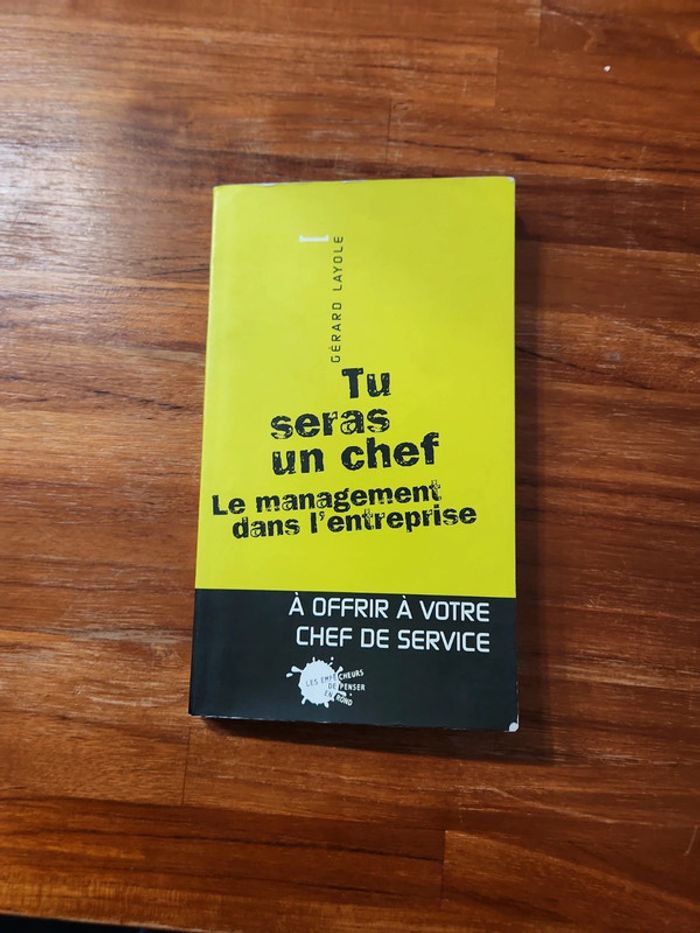 GÉRARD LAYOLE
Tu
seras
un chef
Le management
dans l'entreprise
À OFFRIR À VOTRE
CHEF DE SERVICE
LES EMPÊCHEURS
DE PENSER
EN ROND